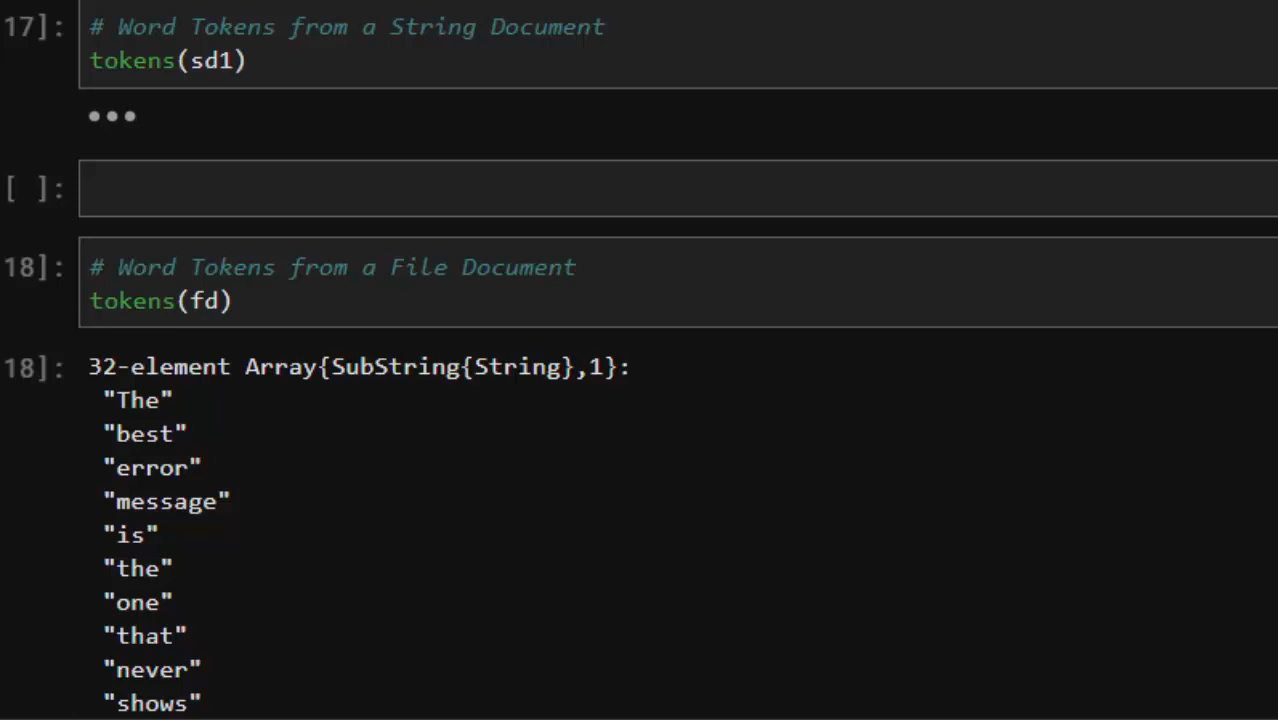 17]:
# Word Tokens from a String Document
tokens(sd1)
•••
[ ]:
18]:
# Word Tokens from a File Document
tokens(fd)
18]:
32-element Array{SubString{String},1}:
"The"
"best"
"error"
"message"
"is"
"the"
"one"
"that"
"never"
"shows"